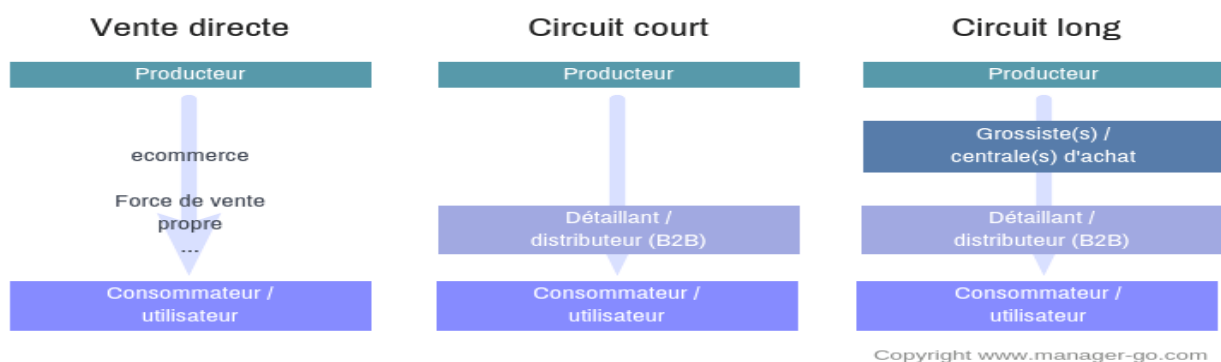 Vente directe
Producteur
ecommerce
Force de vente
propre
...
Consommateur /
utilisateur
Circuit court
Producteur
Détaillant /
distributeur (B2B)
Consommateur /
utilisateur
Circuit long
Producteur
Grossiste(s) /
centrale(s) d'achat
Détaillant /
distributeur (B2B)
Consommateur /
utilisateur
Copyright www.manager-go.com